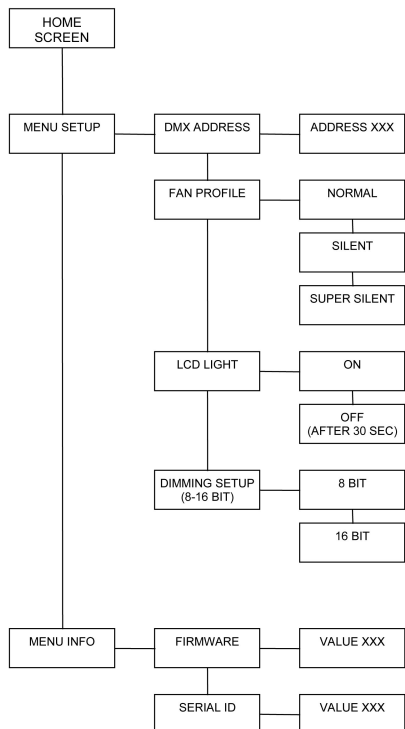 HOME
SCREEN
MENU SETUP
DMX ADDRESS
ADDRESS XXX
FAN PROFILE
NORMAL
SILENT
SUPER SILENT
LCD LIGHT
ON
OFF
(AFTER 30 SEC)
DIMMING SETUP
(8-16 BIT)
8 BIT
16 BIT
MENU INFO
FIRMWARE
VALUE XXX
SERIAL ID
VALUE XXX